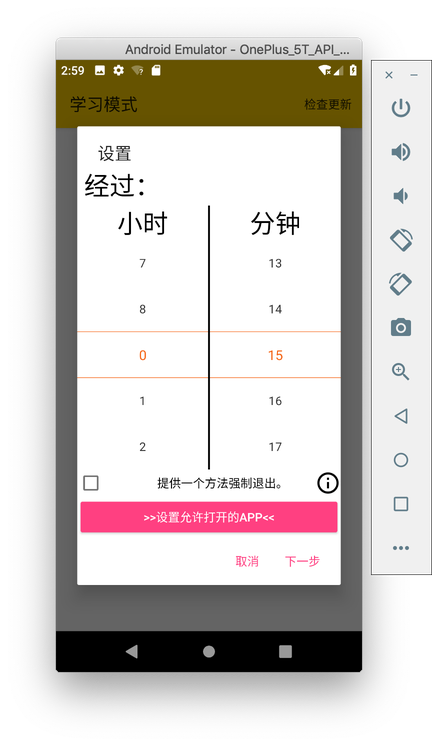 Android Emulator - OnePlus_5T_API_...
2:59
学习模式 检查更新
设置
经过：
小时 分钟
7 13
8 14
0 15
1 16
2 17
提供一个方法强制退出。
>>设置允许打开的APP<<
取消 下一步